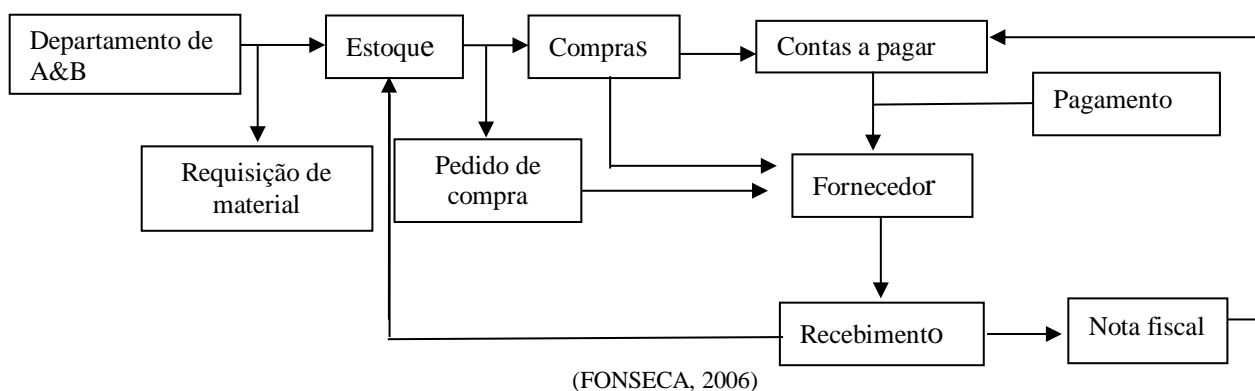 Departamento de
A&B
Estoque
Compras
Contas a pagar
Pagamento
Requisição de
material
Pedido de
compra
Fornecedor
Recebimento
Nota fiscal
(FONSECA, 2006)